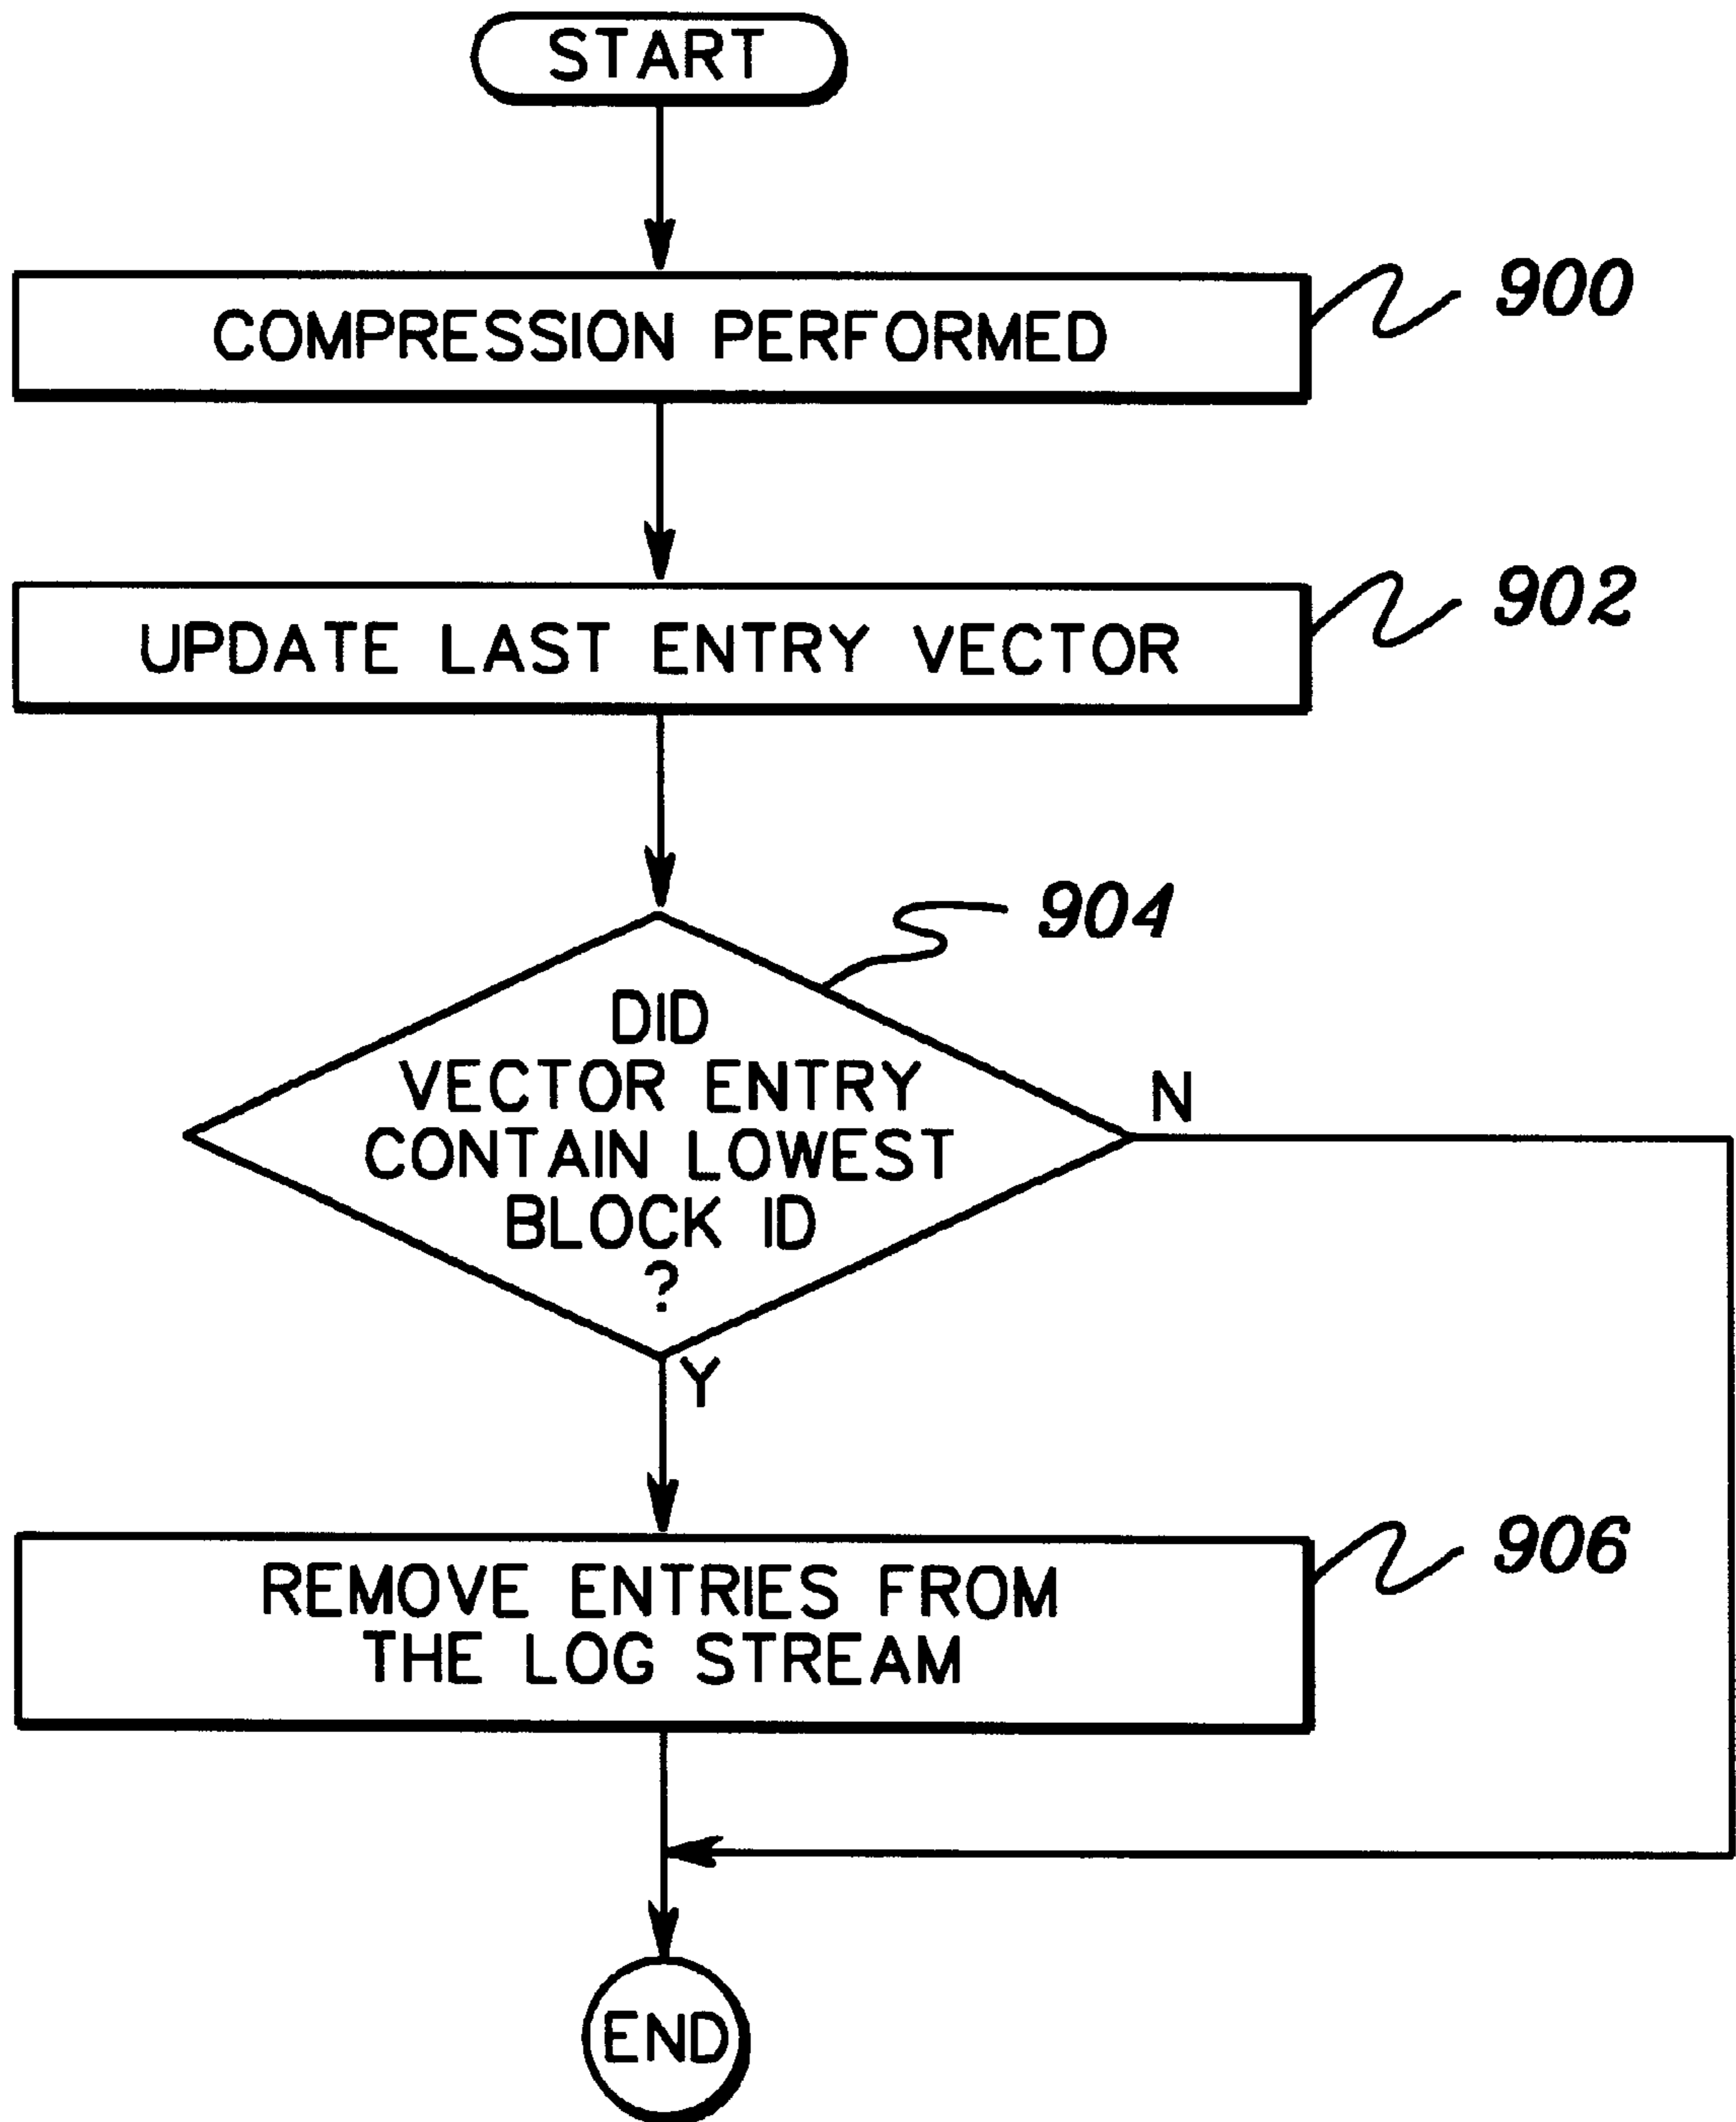 START
COMPRESSION PERFORMED
900
UPDATE LAST ENTRY VECTOR
902
904
DID
VECTOR ENTRY
CONTAIN LOWEST
BLOCK ID
?
N
Y
REMOVE ENTRIES FROM
THE LOG STREAM
906
END